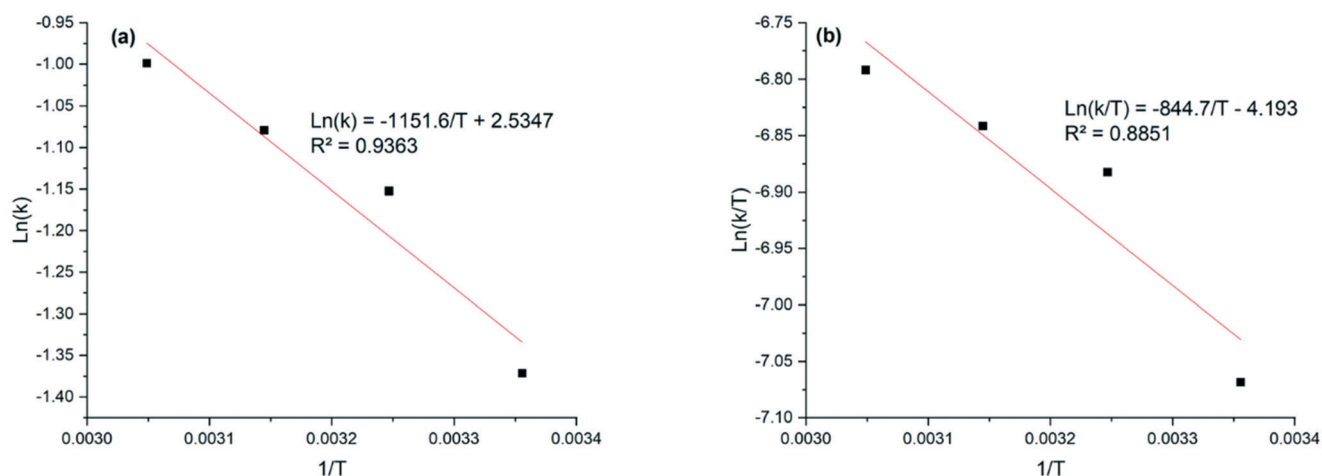 (a)
-0.95
-1.00
-1.05
-1.10
-1.15
-1.20
-1.25
-1.30
-1.35
-1.40
Ln(k)
Ln(k) = -1151.6/T + 2.5347
R² = 0.9363
0.0030
0.0031
0.0032
0.0033
0.0034
1/T
(b)
-6.75
-6.80
-6.85
-6.90
-6.95
-7.00
-7.05
-7.10
Ln(k/T)
Ln(k/T) = -844.7/T - 4.193
R² = 0.8851
0.0030
0.0031
0.0032
0.0033
0.0034
1/T